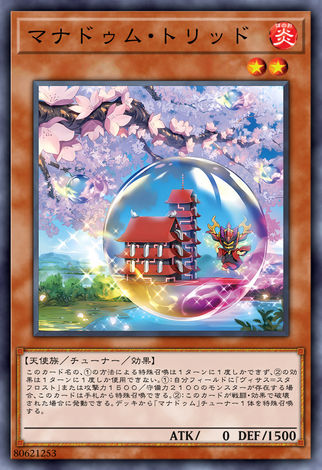 マナドゥム・トリッド
ほのお
炎
【天使族/チューナー/効果】
このカード名の、①の方法による特殊召喚は1ターンに1度しかできず、②の効
果は1ターンに1度しか使用できない。①:自分フィールドに「ヴィサス=スタ
フロスト」または攻撃力1500/守備力2100のモンスターが存在する場
合、このカードは手札から特殊召喚できる。②:このカードが戦闘・効果で破壊
された場合に発動できる。デッキから「マナドゥム」チューナー1体を特殊召喚
する。
ATK/ 0 DEF/1500
80621253